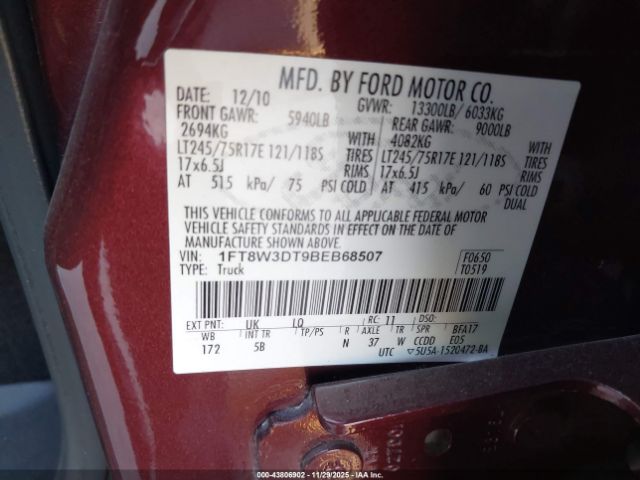 MFD. BY FORD MOTOR CO.
DATE: 12/10 GVWR: 13300LB/ 6033KG
FRONT GAWR: 5940LB REAR GAWR: 9000LB
2694KG WITH 4082KG WITH
LT245/75R17E 121/118S TIRES LT245/75R17E 121/118S TIRES
17x6.5J RIMS 17x6.5J RIMS
AT 515 kPa/ 75 PSI COLD AT 415 kPa/ 60 PSI COLD
DUAL
THIS VEHICLE CONFORMS TO ALL APPLICABLE FEDERAL MOTOR
VEHICLE SAFETY STANDARDS IN EFFECT ON THE DATE OF
MANUFACTURE SHOWN ABOVE.
VIN: 1FT8W3DT9BEB68507 F0650
TYPE: Truck T0519
EXT PNT: UK LQ RC: 11 DSO: BFA17
WB INT TR TP/PS R AXLE TR SPR EOS
172 5B N 37 W CCDD
UTC ▽5U5A-1520472-BA
000-43806902 - 11/29/2025 - IAAI.com